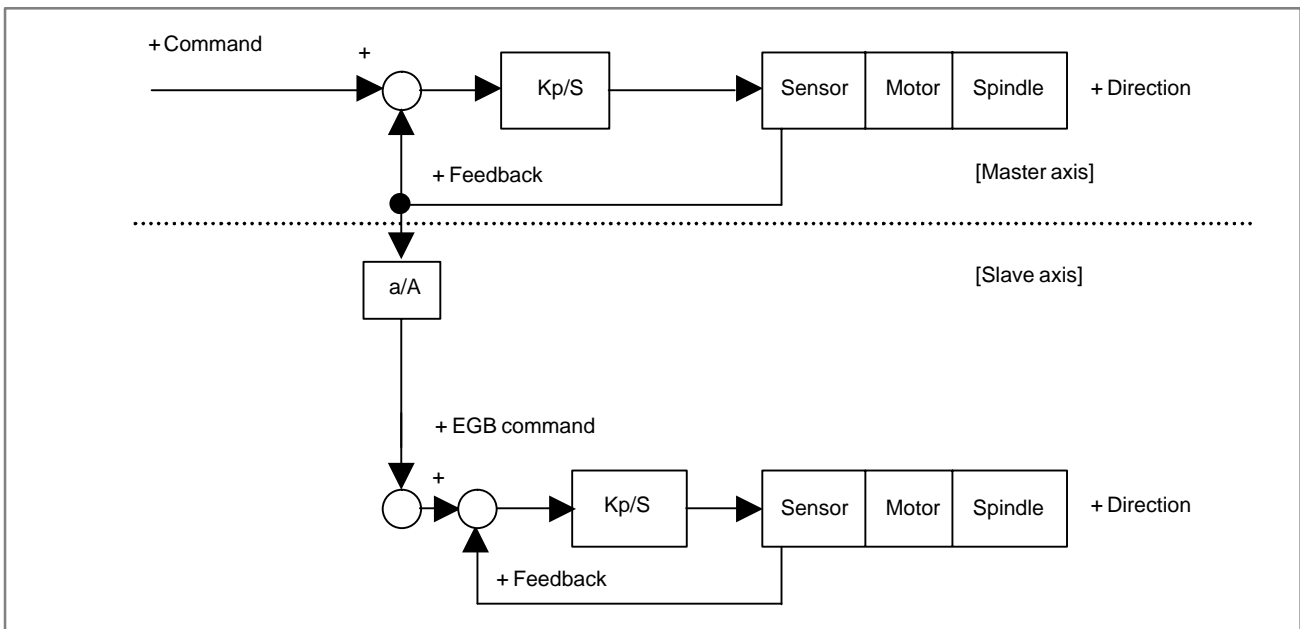 + Command
+
Kp/S
Sensor Motor Spindle
+ Direction
+ Feedback
[Master axis]
[Slave axis]
a/A
+ EGB command
+
Kp/S
Sensor Motor Spindle
+ Direction
+ Feedback